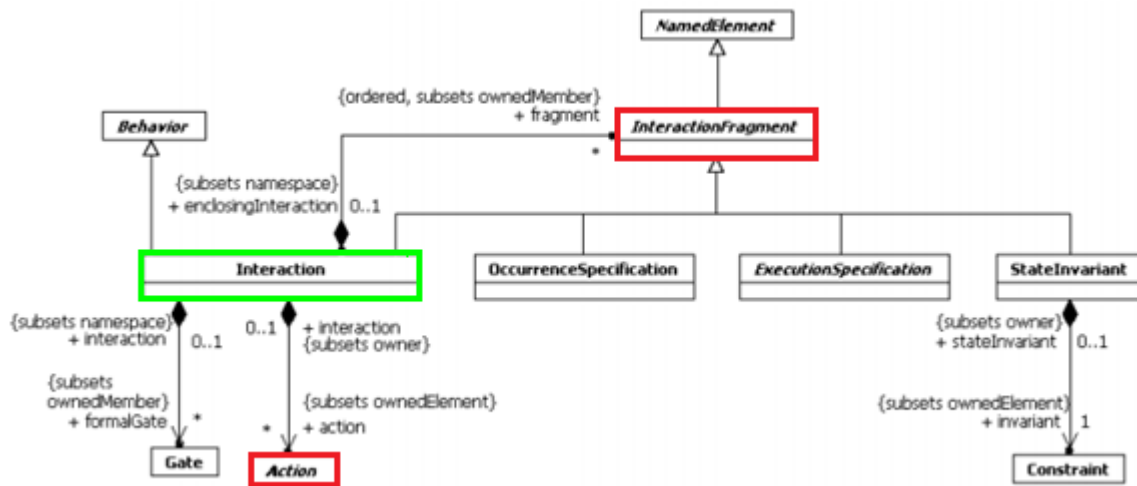 NamedElement
{ordered, subsets ownedMember}
+ fragment
*
InteractionFragment
Behavior
{subsets namespace}
+ enclosingInteraction
0..1
Interaction
OccurrenceSpecification
ExecutionSpecification
StateInvariant
{subsets namespace}
+ interaction
0..1
0..1
+ interaction
{subsets owner}
{subsets owner}
+ stateInvariant
0..1
{subsets
ownedMember}
+ formalGate
*
{subsets ownedElement}
+ action
*
{subsets ownedElement}
+ invariant
1
Gate
Action
Constraint